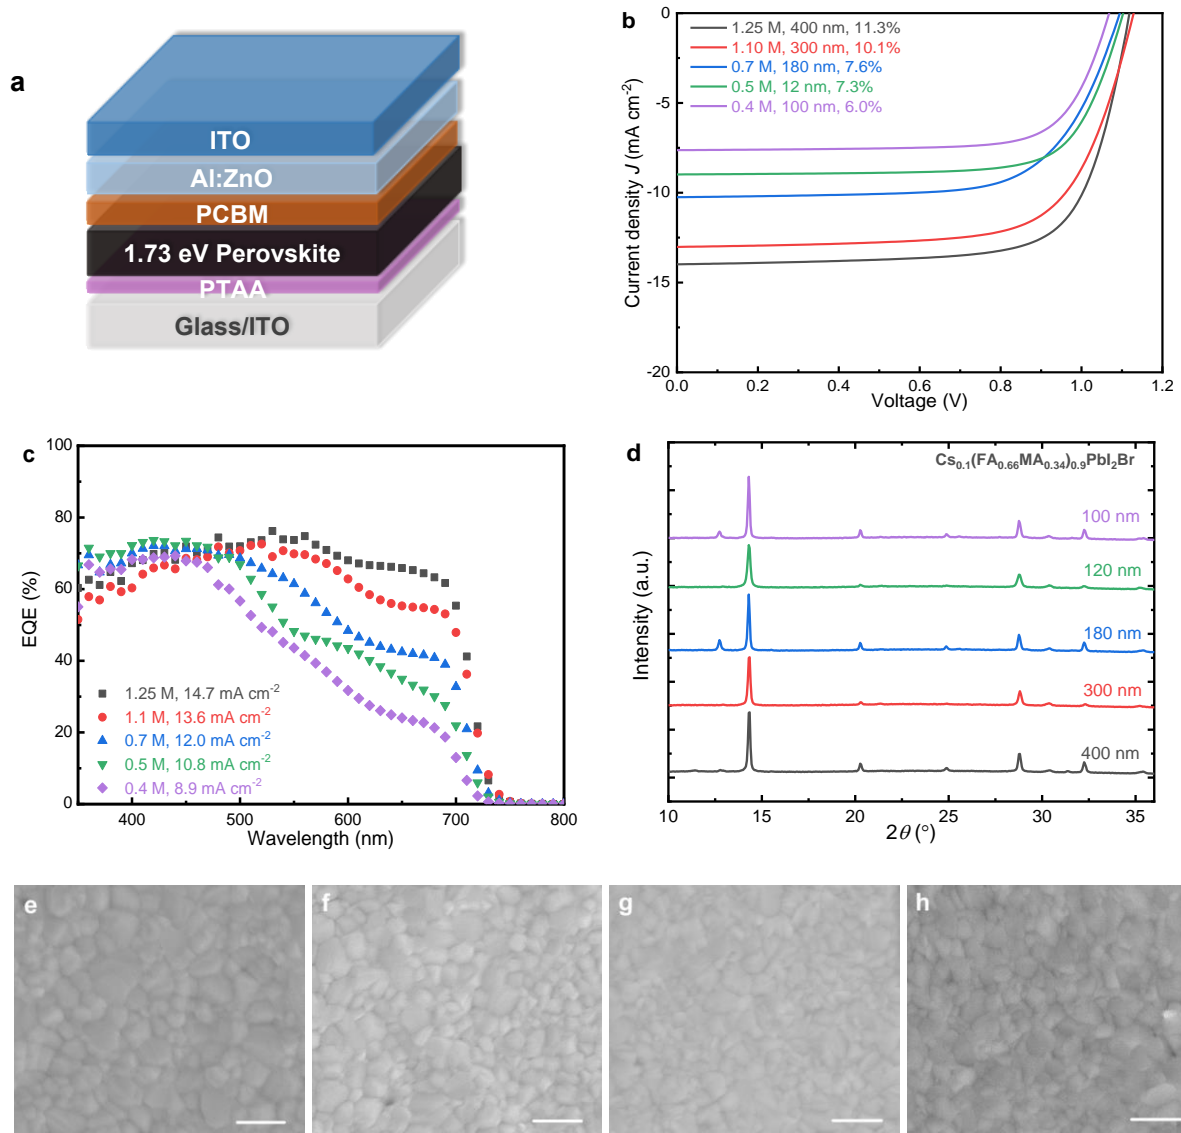 a
ITO
Al:ZnO
PCBM
1.73 eV Perovskite
PTAA
Glass/ITO
b
1.25 M, 400 nm, 11.3%
1.10 M, 300 nm, 10.1%
0.7 M, 180 nm, 7.6%
0.5 M, 12 nm, 7.3%
0.4 M, 100 nm, 6.0%
0
-5
-10
-15
-20
Current density J (mA cm⁻²)
0.0 0.2 0.4 0.6 0.8 1.0 1.2
Voltage (V)
c
100
80
60
40
20
0
EQE (%)
1.25 M, 14.7 mA cm⁻²
1.1 M, 13.6 mA cm⁻²
0.7 M, 12.0 mA cm⁻²
0.5 M, 10.8 mA cm⁻²
0.4 M, 8.9 mA cm⁻²
400 500 600 700 800
Wavelength (nm)
d
Cs₀.₁(FA₀.₆₆MA₀.₃₄)₀.₉PbI₂Br
100 nm
120 nm
180 nm
300 nm
400 nm
Intensity (a.u.)
10 15 20 25 30 35
2θ (°)
e
f
g
h